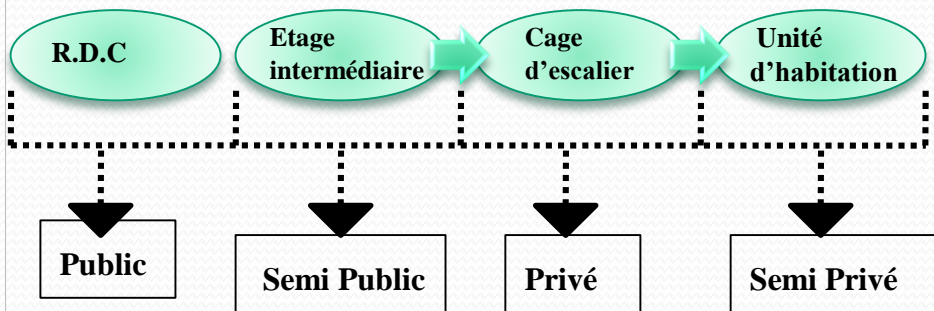 R.D.C
Etage
intermédiaire
Cage
d’escalier
Unité
d’habitation
Public
Semi Public
Privé
Semi Privé